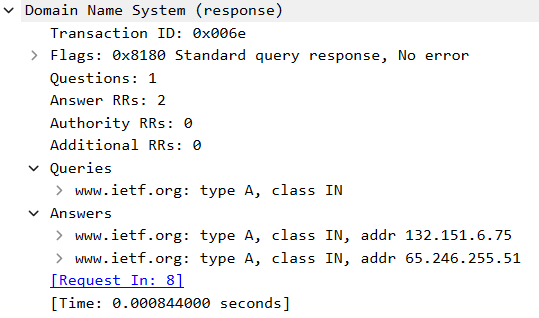 Domain Name System (response)
Transaction ID: 0x006e
Flags: 0x8180 Standard query response, No error
Questions: 1
Answer RRs: 2
Authority RRs: 0
Additional RRs: 0
Queries
www.ietf.org: type A, class IN
Answers
www.ietf.org: type A, class IN, addr 132.151.6.75
www.ietf.org: type A, class IN, addr 65.246.255.51
[Request In: 8]
[Time: 0.000844000 seconds]